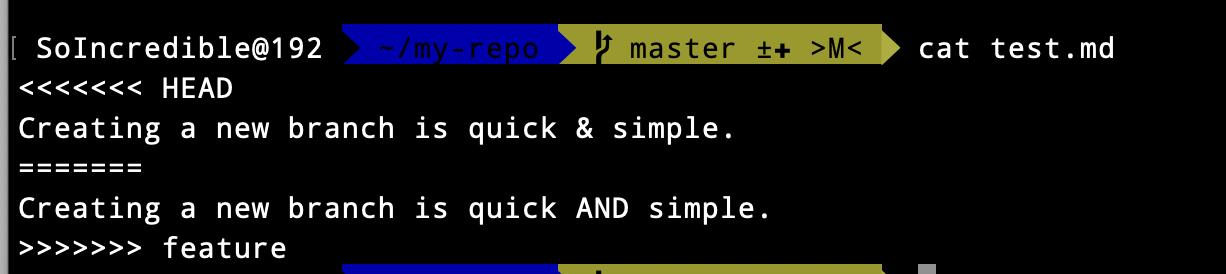 [ SoIncredible@192 ~/my-repo master ±✚ >M< cat test.md
<<<<<<< HEAD
Creating a new branch is quick & simple.
=======
Creating a new branch is quick AND simple.
>>>>>>> feature